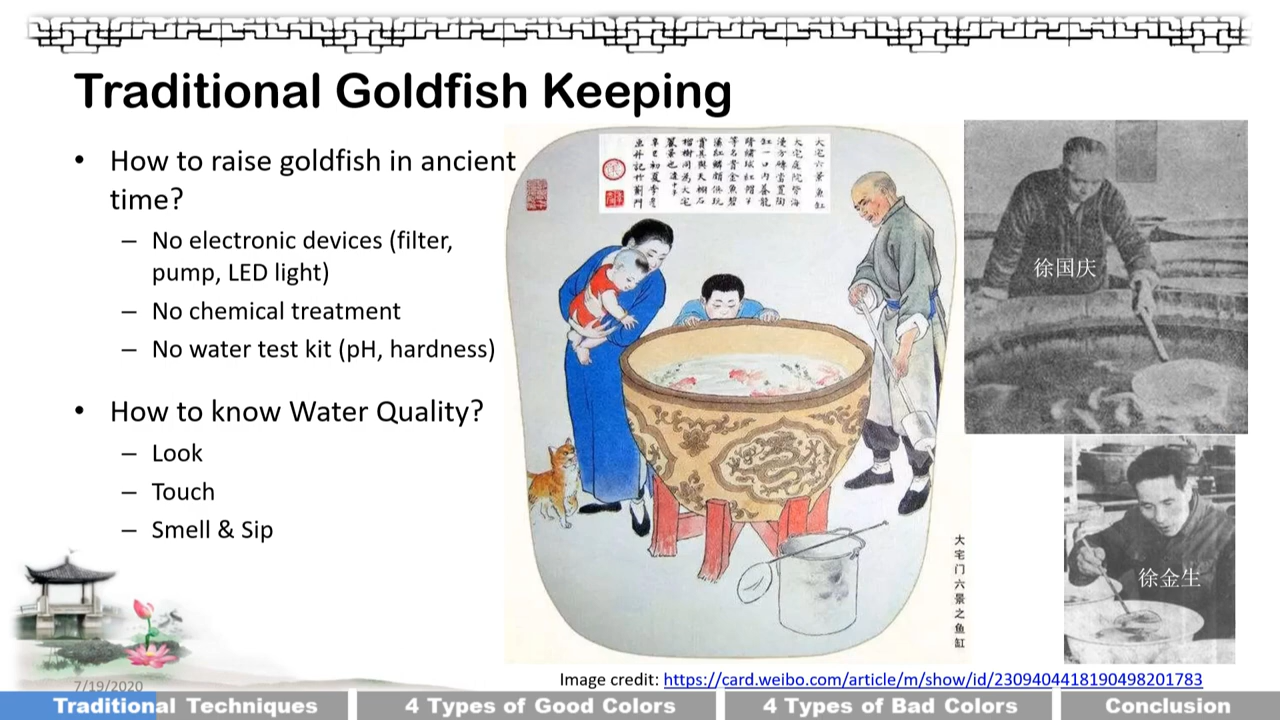 Traditional Goldfish Keeping
• How to raise goldfish in ancient
time?
– No electronic devices (filter,
pump, LED light)
– No chemical treatment
– No water test kit (pH, hardness)
• How to know Water Quality?
– Look
– Touch
– Smell & Sip
大宅门六景之鱼缸
徐国庆
徐金生
Image credit: https://card.weibo.com/article/m/show/id/2309404418190498201783
7/19/2020
Traditional Techniques
4 Types of Good Colors
4 Types of Bad Colors
Conclusion